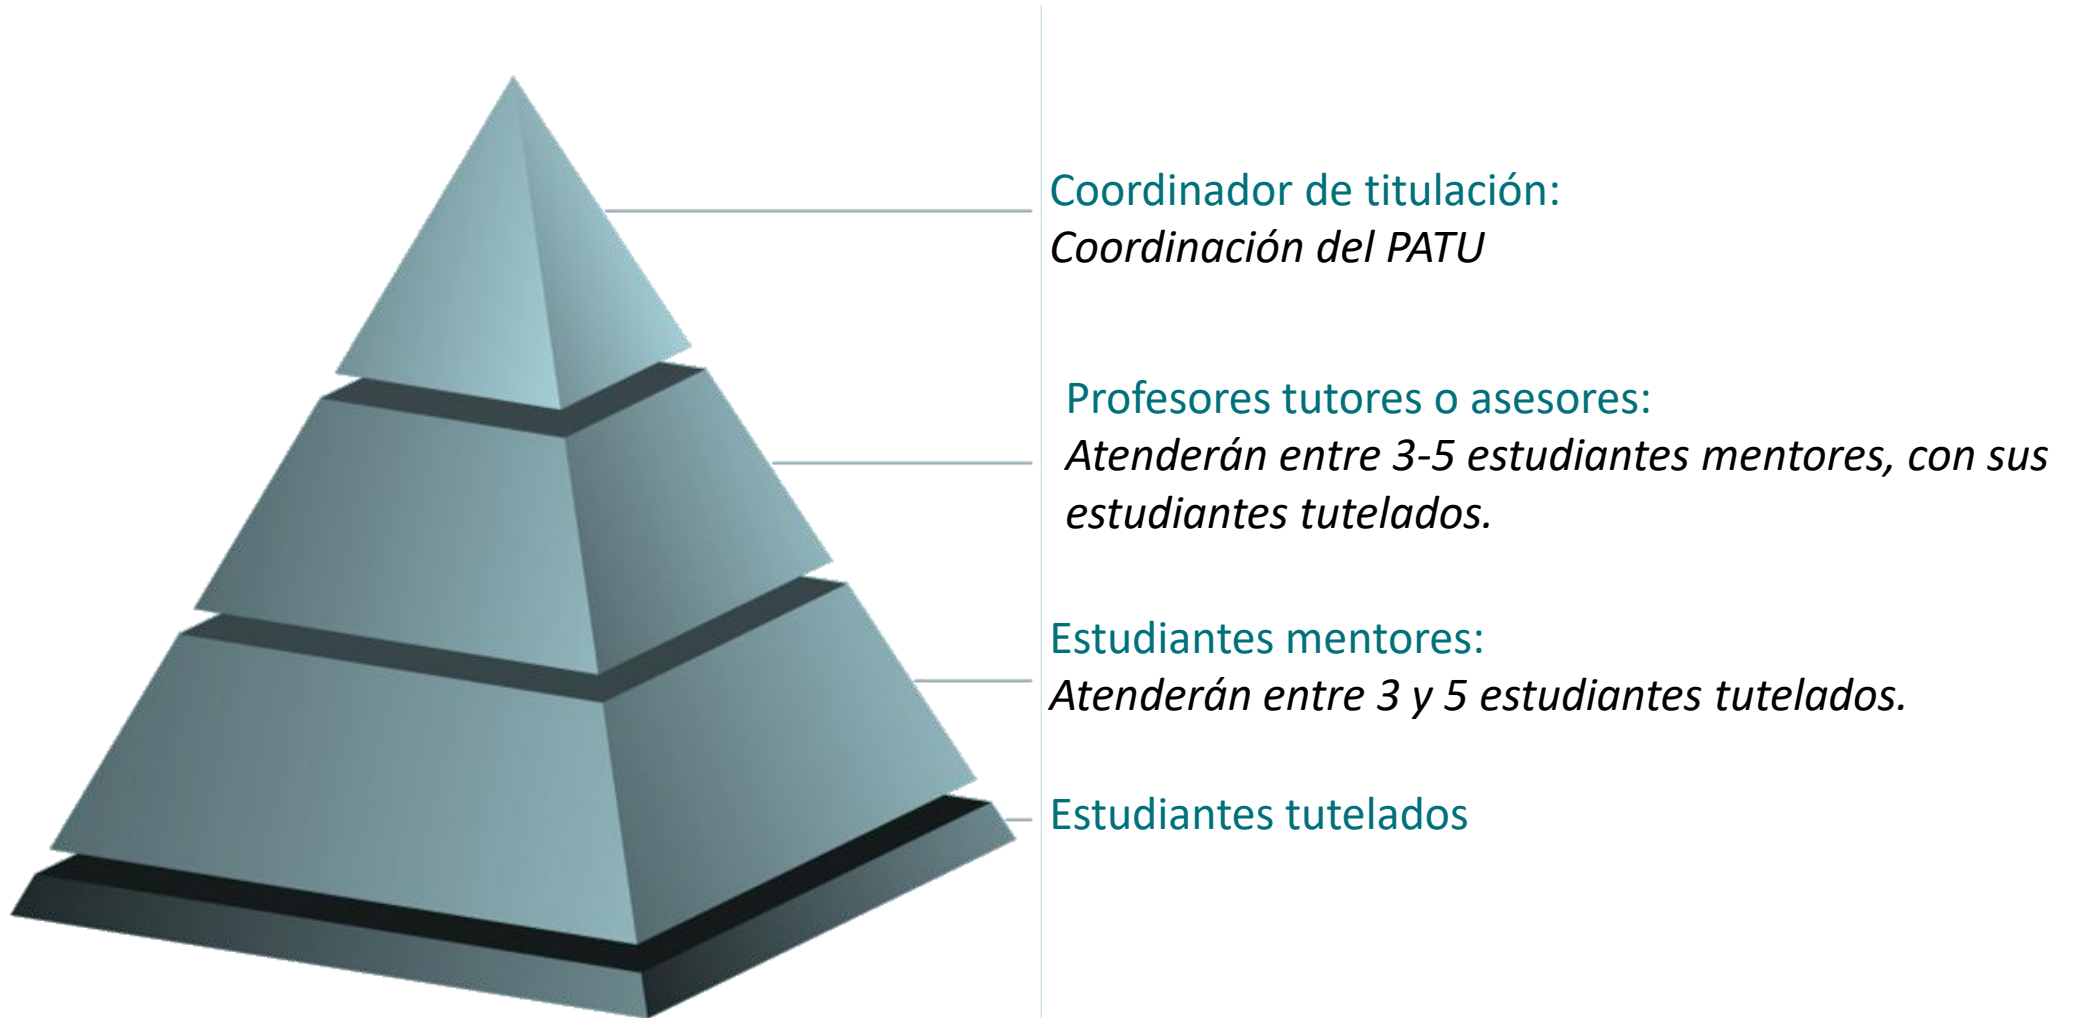 Coordinador de titulación:
Coordinación del PATU
Profesores tutores o asesores:
Atenderán entre 3-5 estudiantes mentores, con sus
estudiantes tutelados.
Estudiantes mentores:
Atenderán entre 3 y 5 estudiantes tutelados.
Estudiantes tutelados